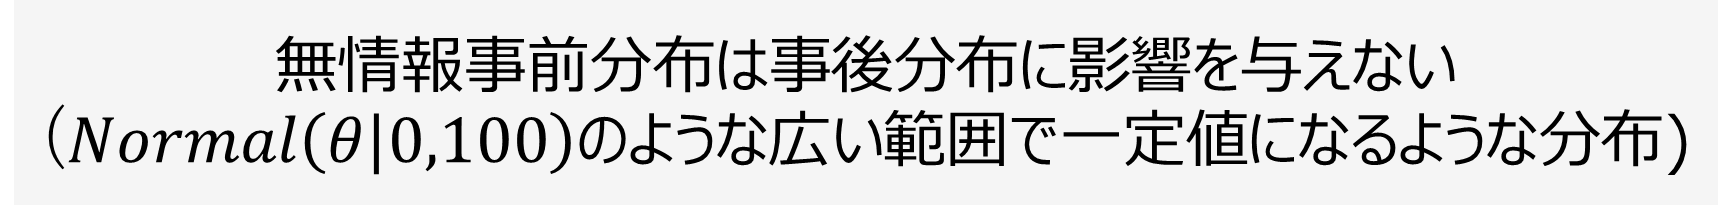 無情報事前分布は事後分布に影響を与えない
（Normal(θ|0,100)のような広い範囲で一定値になるような分布)